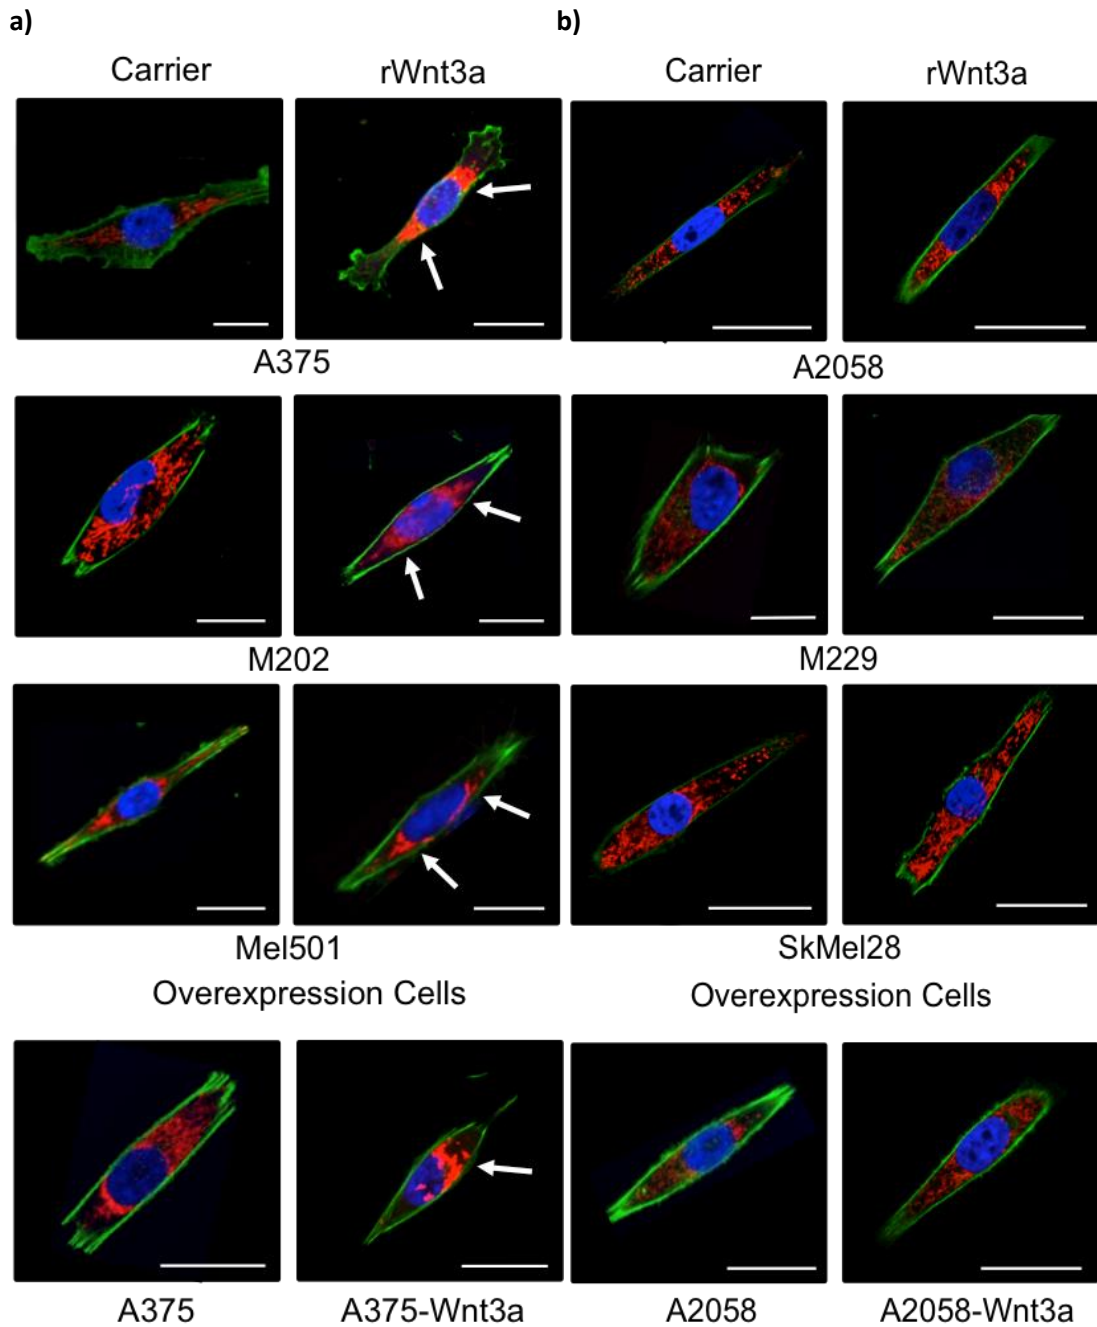 a)
b)
Carrier
rWnt3a
Carrier
rWnt3a
A375
A2058
M202
M229
Mel501
SkMel28
Overexpression Cells
Overexpression Cells
A375
A375-Wnt3a
A2058
A2058-Wnt3a